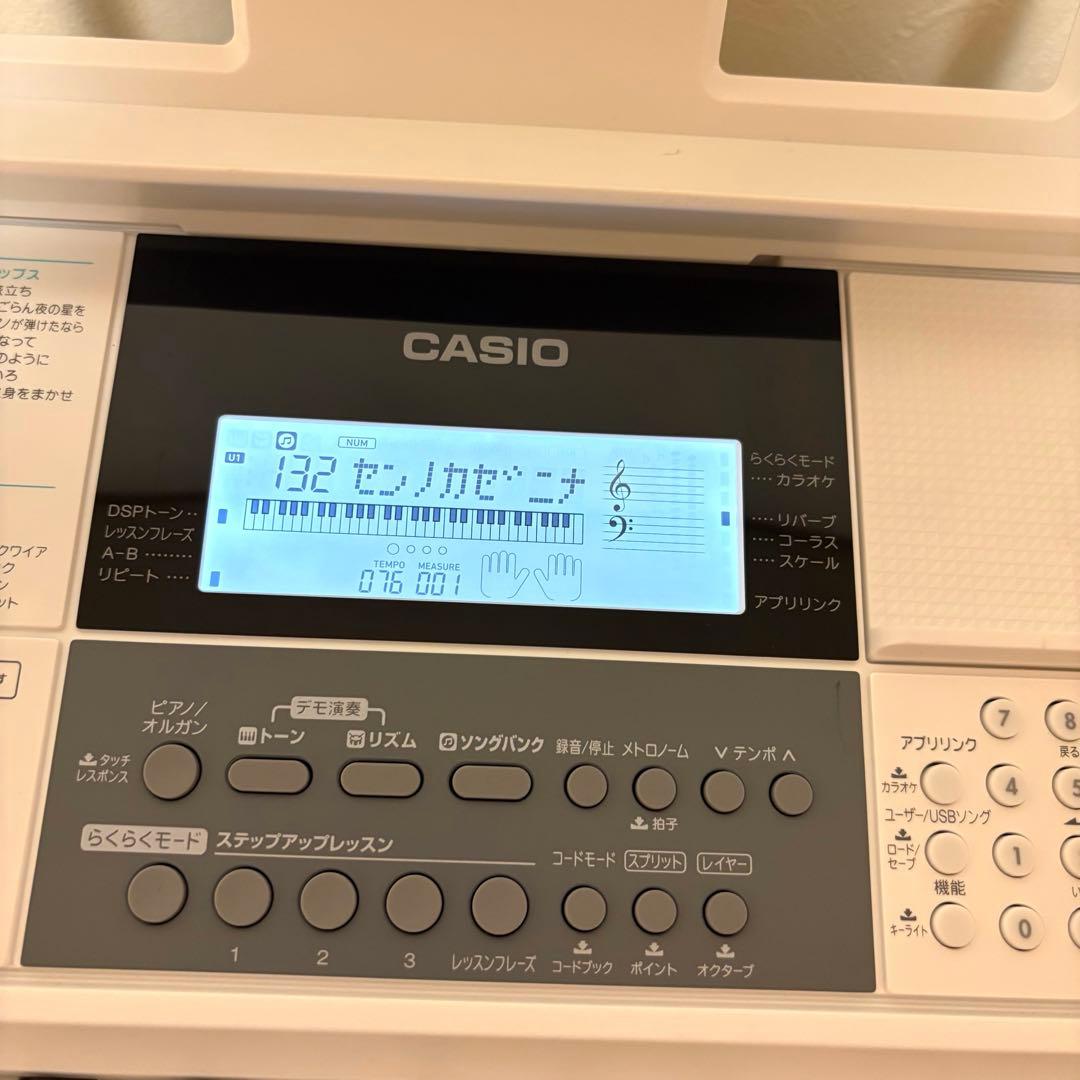 ップス
旅立ち
ごらん夜の星を
ノが弾けたなら
なって
のように
いろ
身をまかせ
クワイア
ク
ン
ット
す
CASIO
NUM
U1
132 センノカゼニナ
TEMPO MEASURE
076 001
DSPトーン
レッスンフレーズ
A-B
リピート
らくらくモード
カラオケ
リバーブ
コーラス
スケール
アプリリンク
ピアノ/
オルガン
タッチ
レスポンス
デモ演奏
トーン
リズム
ソングバンク
録音/停止
メトロノーム
拍子
∨ テンポ ∧
らくらくモード
ステップアップレッスン
1
2
3
レッスンフレーズ
コードモード
スプリット
レイヤー
コードブック
ポイント
オクターブ
アプリリンク
カラオケ
ユーザー/USBソング
ロード/
セーブ
機能
キーライト
7
8
戻る
4
5
1
い
0